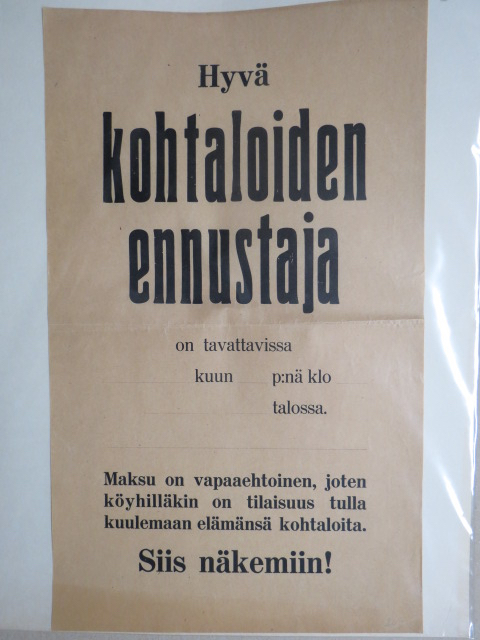 Hyvä
kohtaloiden
ennustaja
on tavattavissa
kuun p:nä klo
talossa.
Maksu on vapaaehtoinen, joten
köyhilläkin on tilaisuus tulla
kuulemaan elämänsä kohtaloita.
Siis näkemiin!